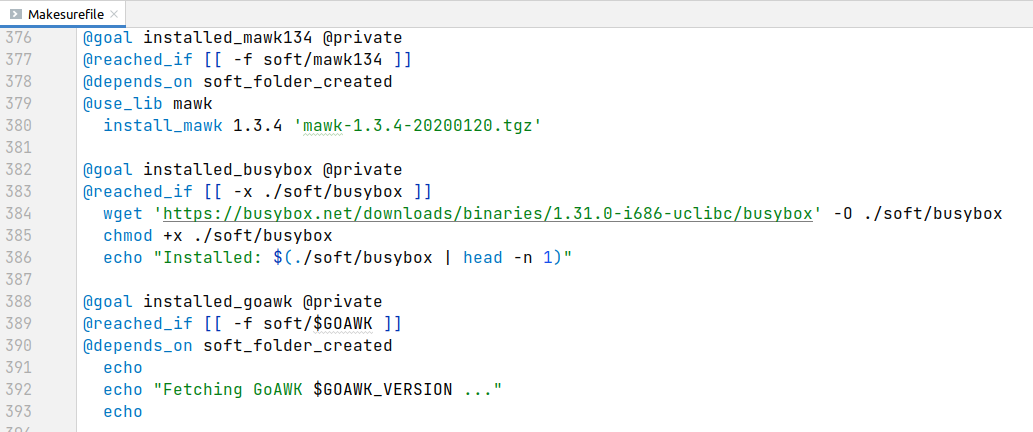 Makesurefile
376 @goal installed_mawk134 @private
377 @reached_if [[ -f soft/mawk134 ]]
378 @depends_on soft_folder_created
379 @use_lib mawk
380 install_mawk 1.3.4 'mawk-1.3.4-20200120.tgz'
381
382 @goal installed_busybox @private
383 @reached_if [[ -x ./soft/busybox ]]
384 wget 'https://busybox.net/downloads/binaries/1.31.0-i686-uclibc/busybox' -O ./soft/busybox
385 chmod +x ./soft/busybox
386 echo "Installed: $(./soft/busybox | head -n 1)"
387
388 @goal installed_goawk @private
389 @reached_if [[ -f soft/$GOAWK ]]
390 @depends_on soft_folder_created
391 echo
392 echo "Fetching GoAWK $GOAWK_VERSION ..."
393 echo